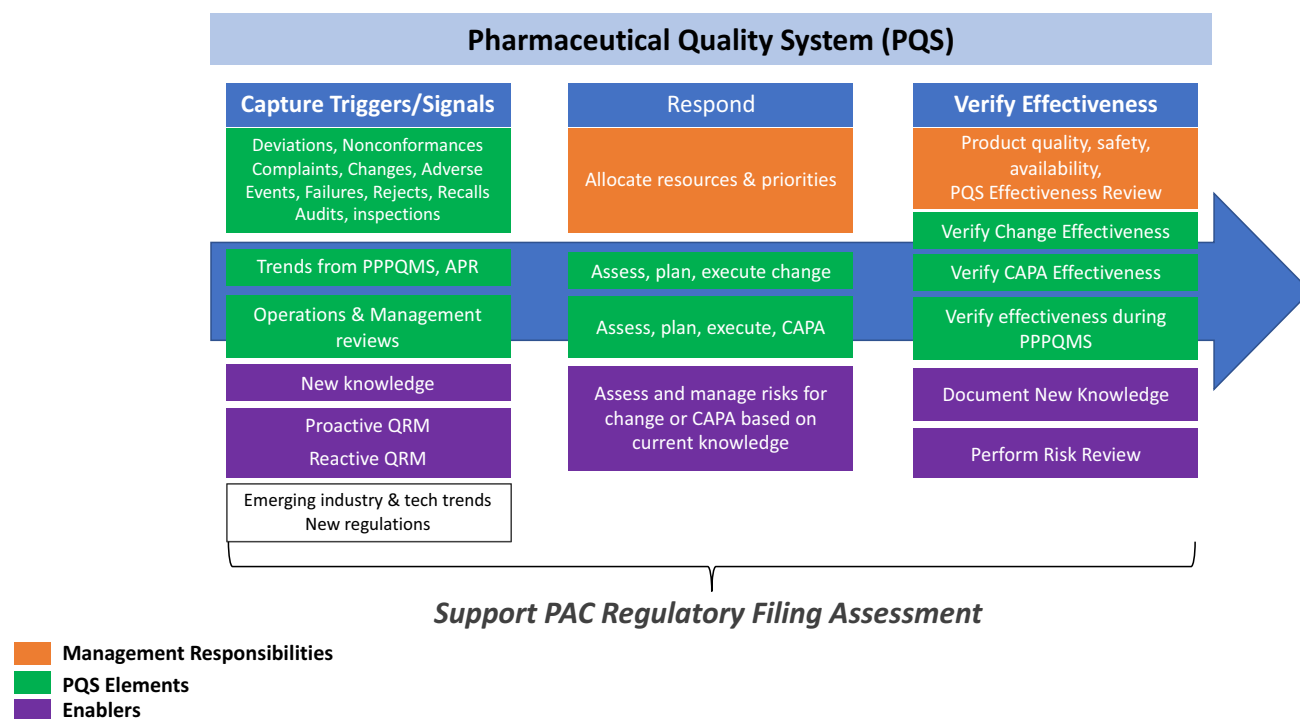 Pharmaceutical Quality System (PQS)
Capture Triggers/Signals
Deviations, Nonconformances
Complaints, Changes, Adverse
Events, Failures, Rejects, Recalls
Audits, inspections
Trends from PPPQMS, APR
Operations & Management
reviews
New knowledge
Proactive QRM
Reactive QRM
Emerging industry & tech trends
New regulations
Respond
Allocate resources & priorities
Assess, plan, execute change
Assess, plan, execute, CAPA
Assess and manage risks for
change or CAPA based on
current knowledge
Verify Effectiveness
Product quality, safety,
availability,
PQS Effectiveness Review
Verify Change Effectiveness
Verify CAPA Effectiveness
Verify effectiveness during
PPPQMS
Document New Knowledge
Perform Risk Review
Support PAC Regulatory Filing Assessment
Management Responsibilities
PQS Elements
Enablers